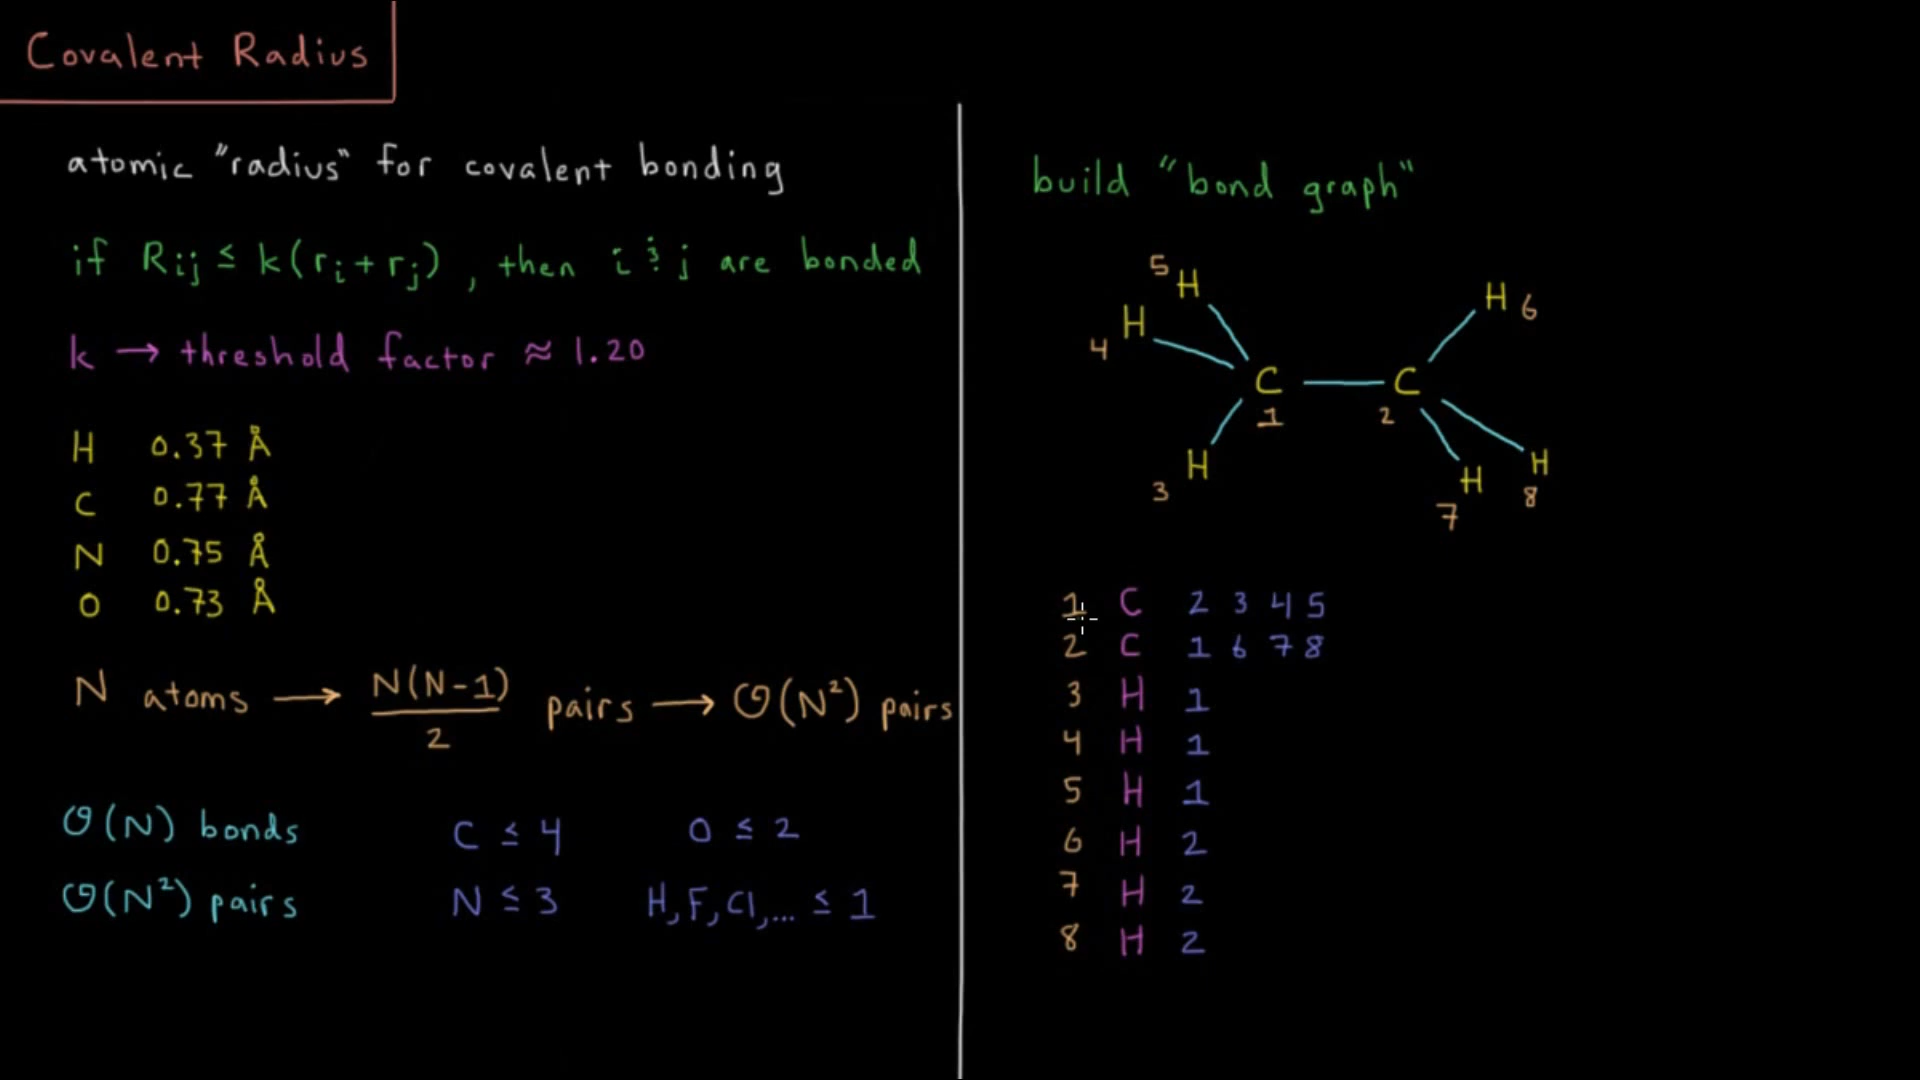 Covalent Radius
atomic "radius" for covalent bonding
if Rij ≤ k(ri + rj), then i & j are bonded
k → threshold factor ≈ 1.20
H 0.37 Å
C 0.77 Å
N 0.75 Å
O 0.73 Å
N atoms → N(N-1)/2 pairs → O(N²) pairs
O(N) bonds C ≤ 4 O ≤ 2
O(N²) pairs N ≤ 3 H, F, Cl, ... ≤ 1
build "bond graph"
5 H H 6
4 H
C C
1 2
3 H H 7 H 8
1 C 2 3 4 5
2 C 1 6 7 8
3 H 1
4 H 1
5 H 1
6 H 2
7 H 2
8 H 2